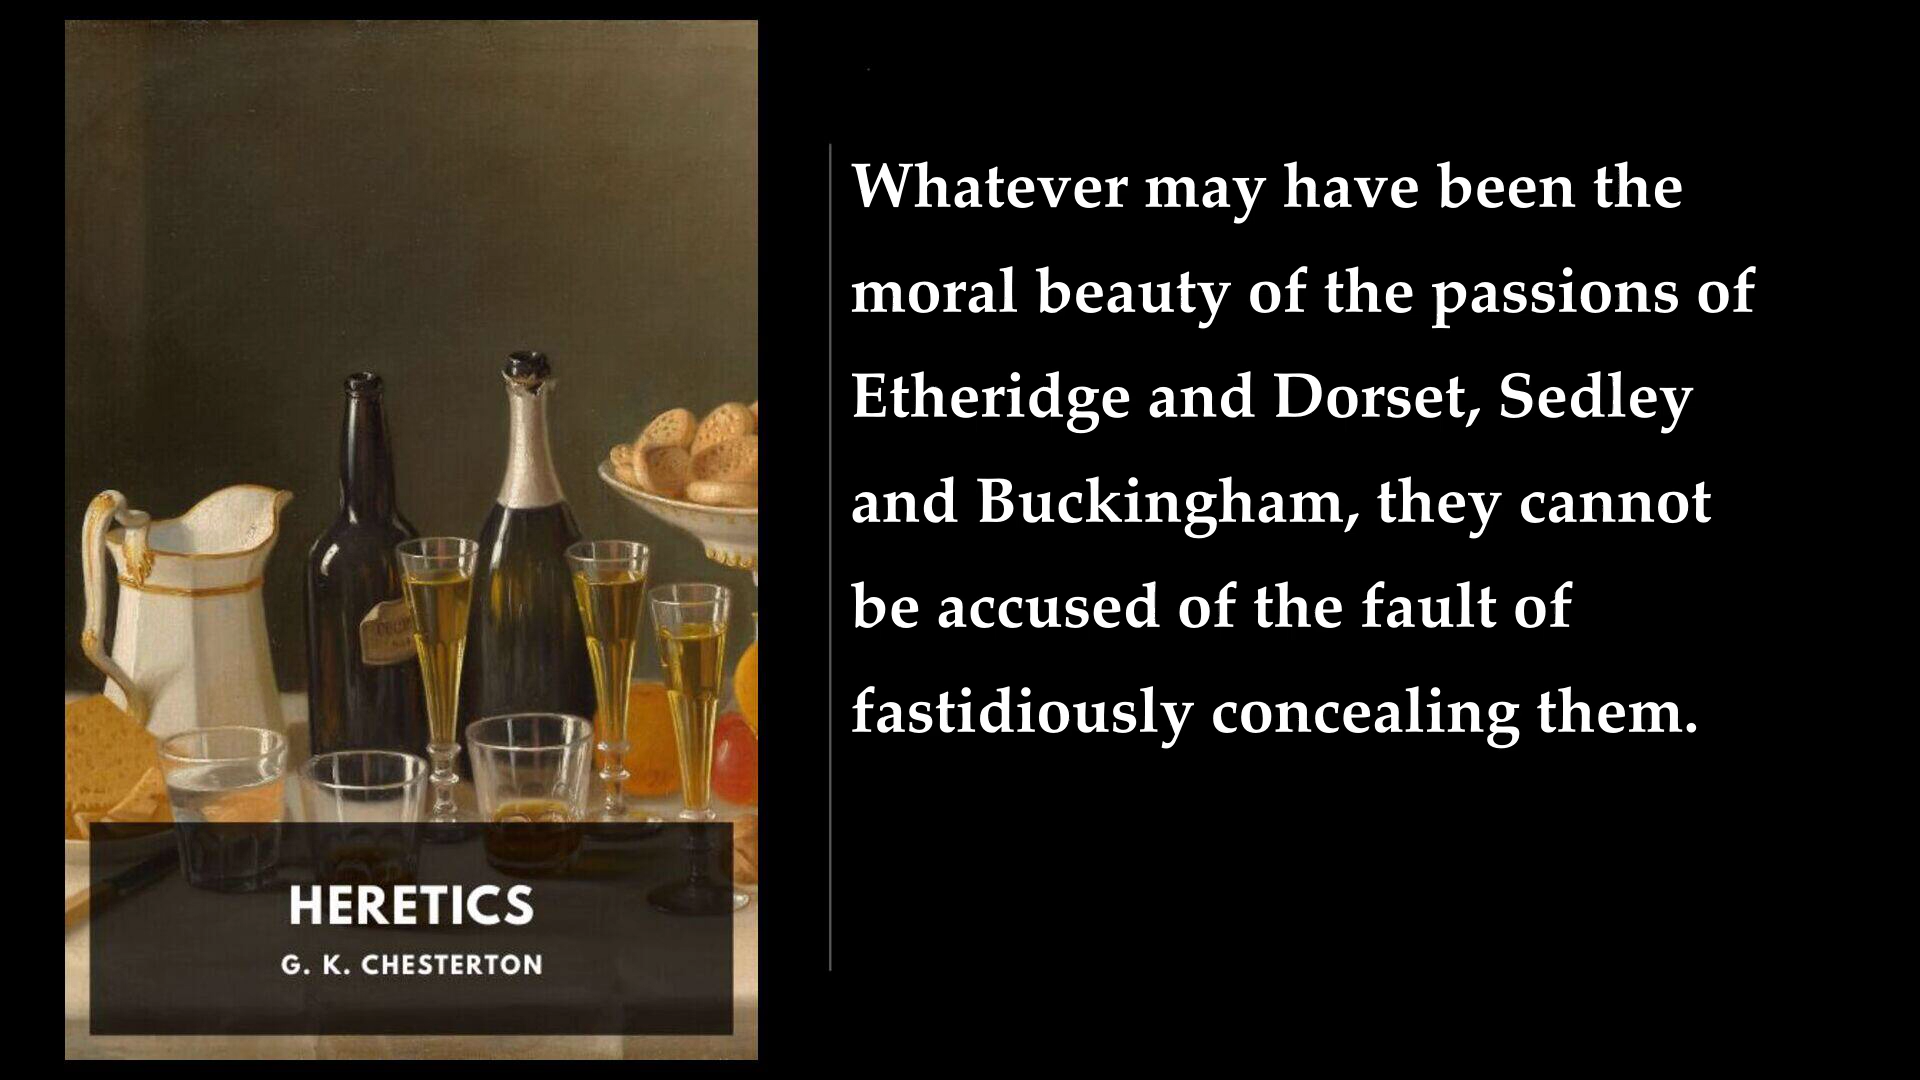 Whatever may have been the
moral beauty of the passions of
Etheridge and Dorset, Sedley
and Buckingham, they cannot
be accused of the fault of
fastidiously concealing them.
HERETICS
G. K. CHESTERTON